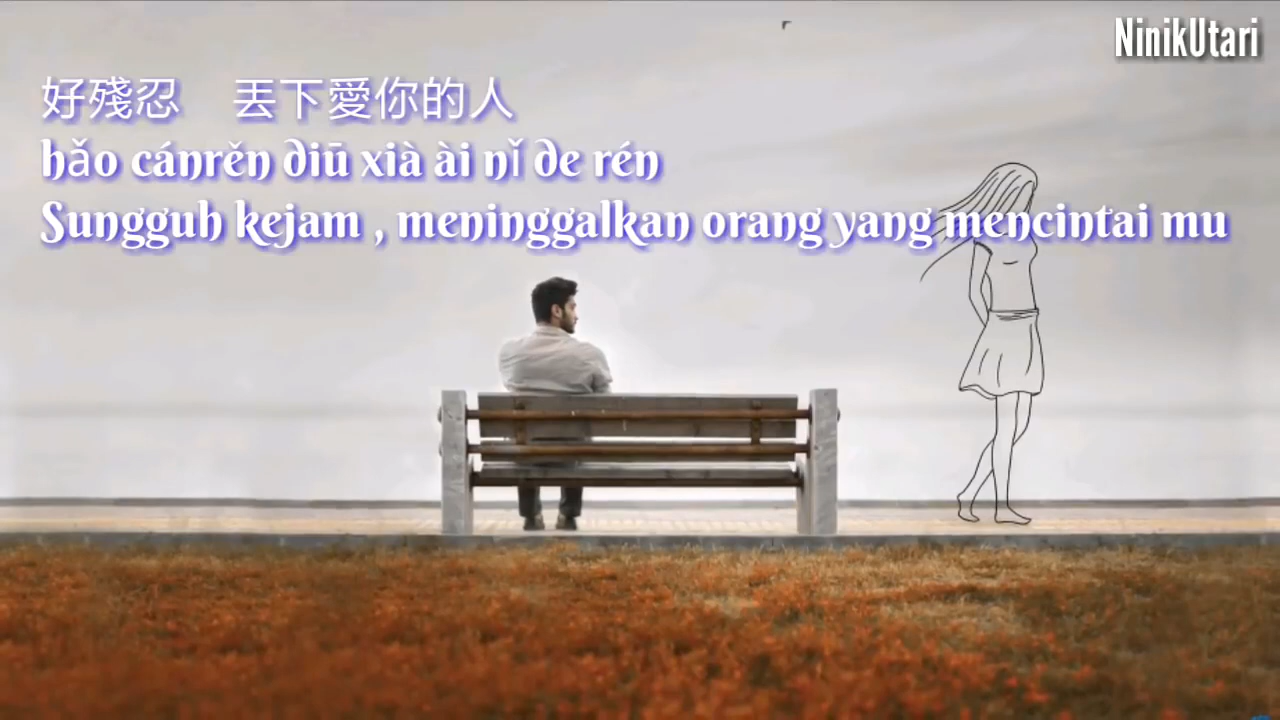 NinikUtari
好殘忍　丟下愛你的人
hǎo cánrěn diū xià ài nǐ de rén
Sungguh kejam , meninggalkan orang yang mencintai mu